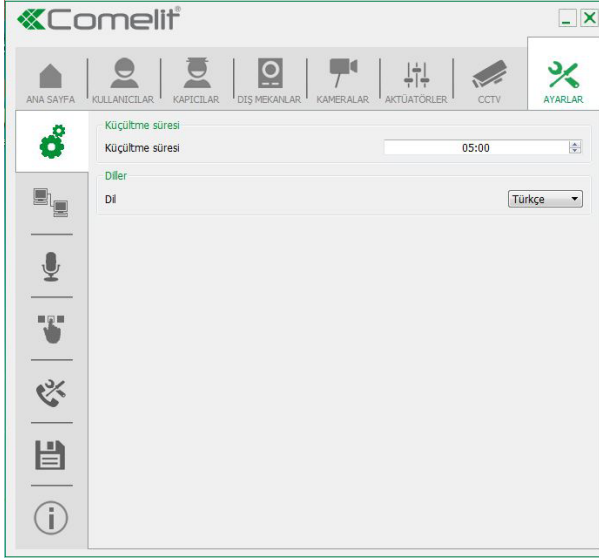 Comelit®
ANA SAYFA
KULLANICILAR
KAPICILAR
DIŞ MEKANLAR
KAMERALAR
AKTÜATÖRLER
CCTV
AYARLAR
Küçültme süresi
Küçültme süresi 05:00
Diller
Dil Türkçe